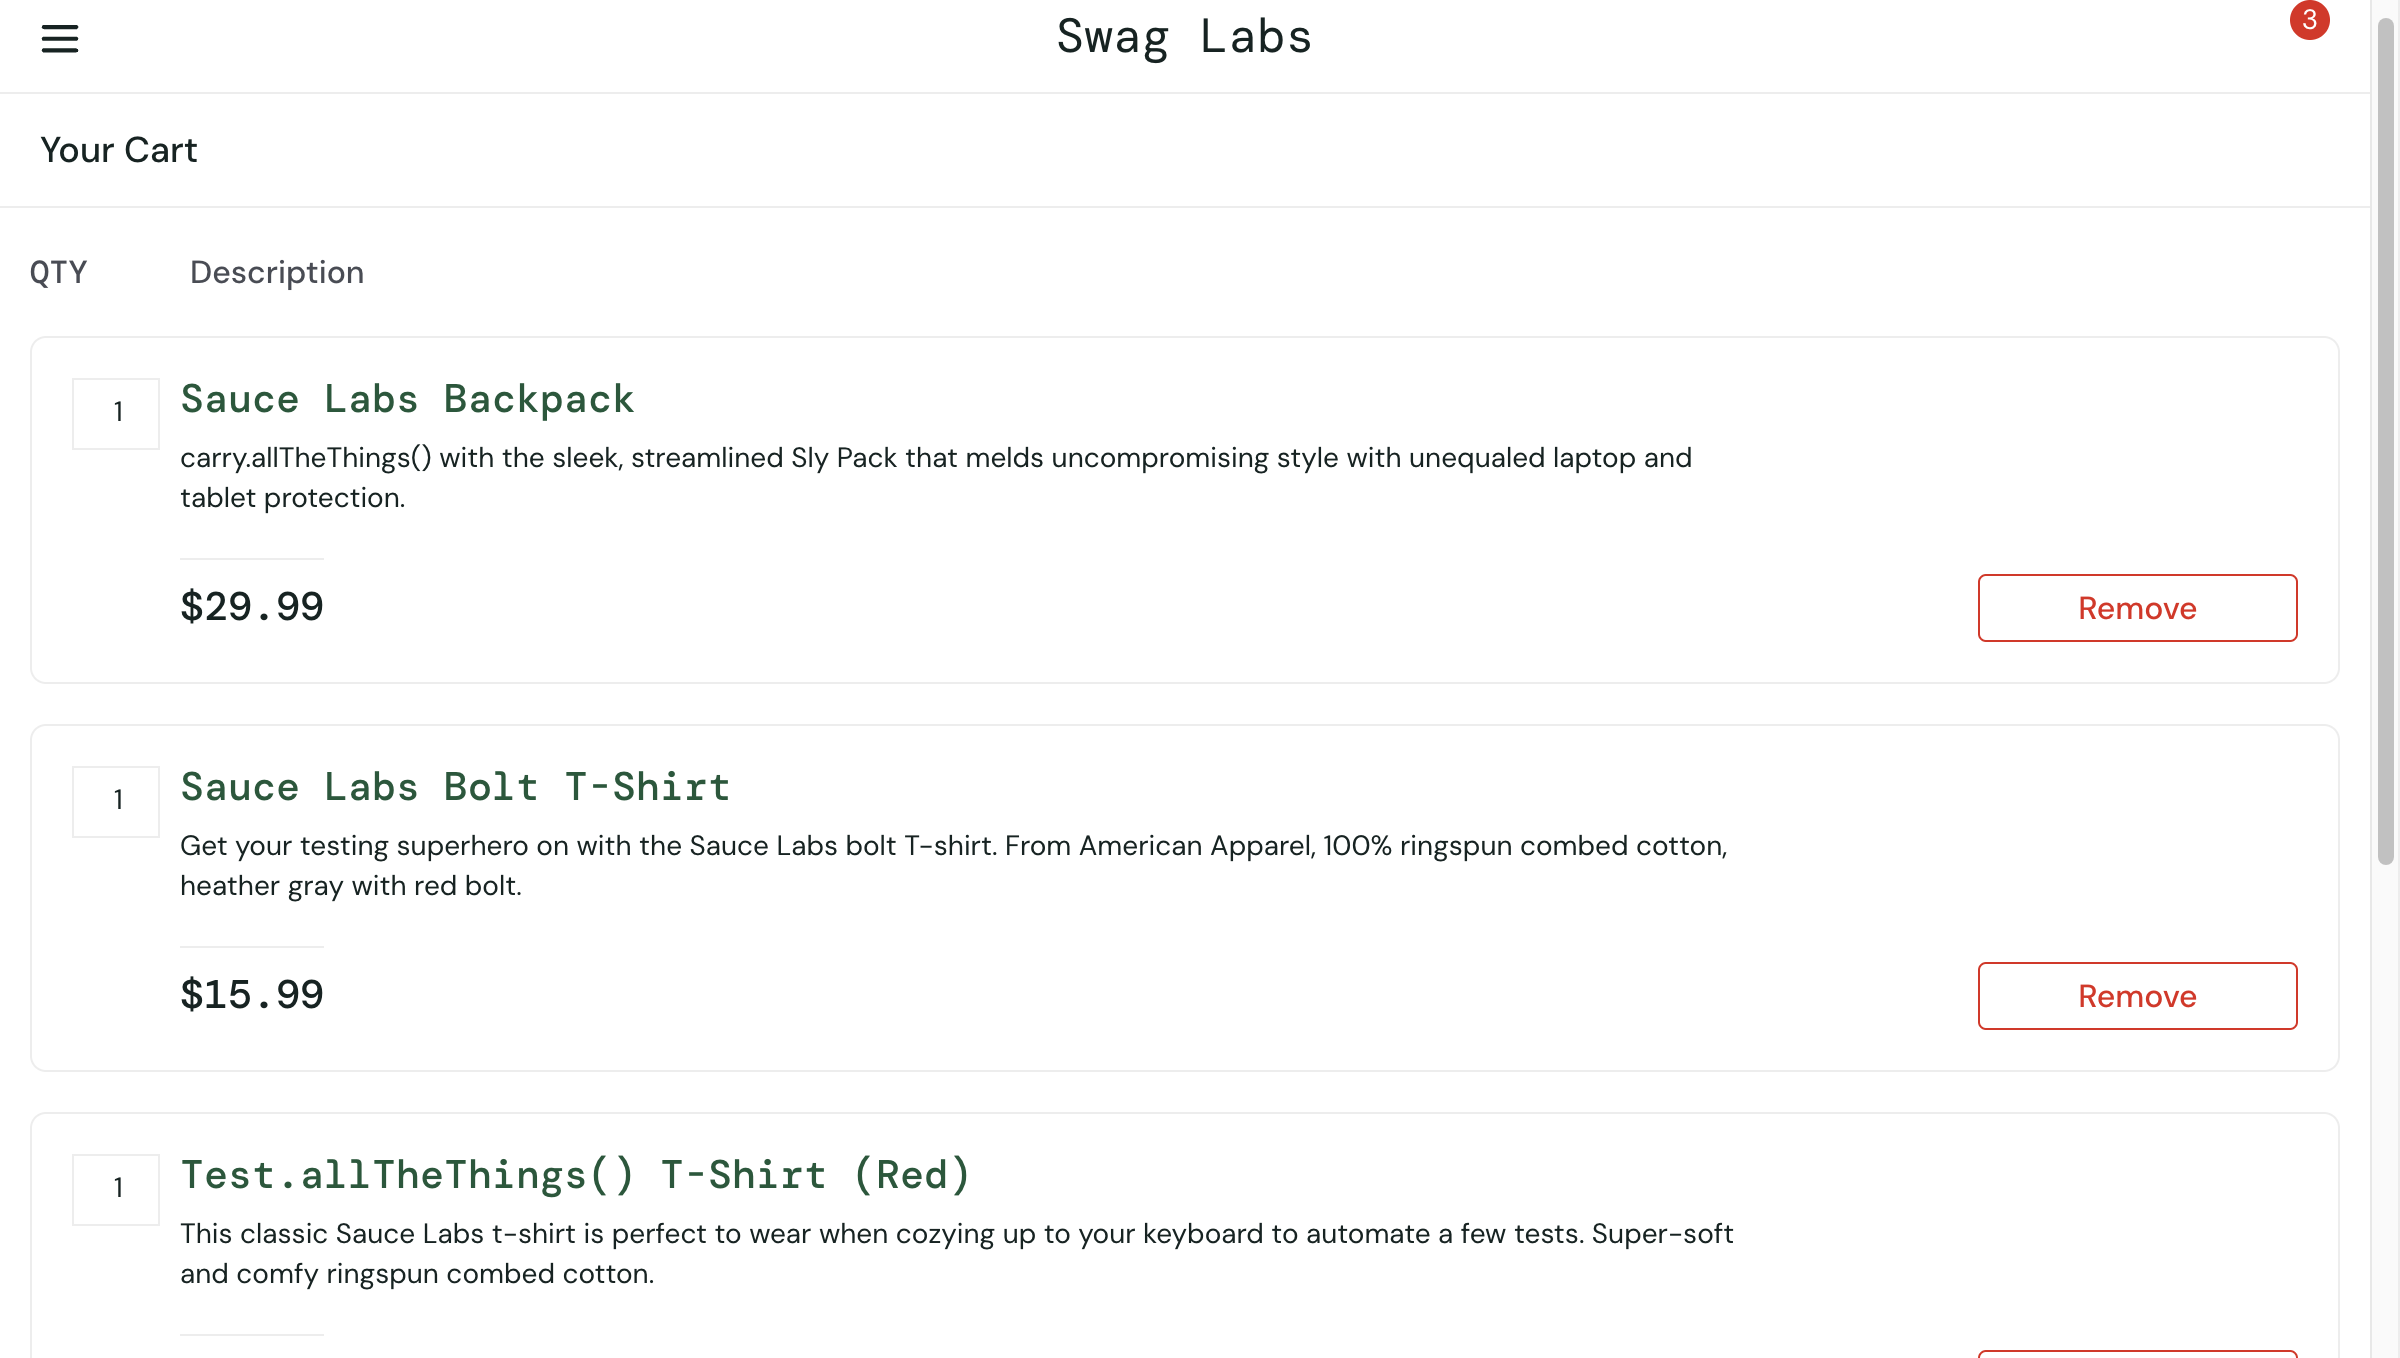 Swag Labs
3
Your Cart
QTY Description
1
Sauce Labs Backpack
carry.allTheThings() with the sleek, streamlined Sly Pack that melds uncompromising style with unequaled laptop and
tablet protection.
$29.99
Remove
1
Sauce Labs Bolt T-Shirt
Get your testing superhero on with the Sauce Labs bolt T-shirt. From American Apparel, 100% ringspun combed cotton,
heather gray with red bolt.
$15.99
Remove
1
Test.allTheThings() T-Shirt (Red)
This classic Sauce Labs t-shirt is perfect to wear when cozying up to your keyboard to automate a few tests. Super-soft
and comfy ringspun combed cotton.